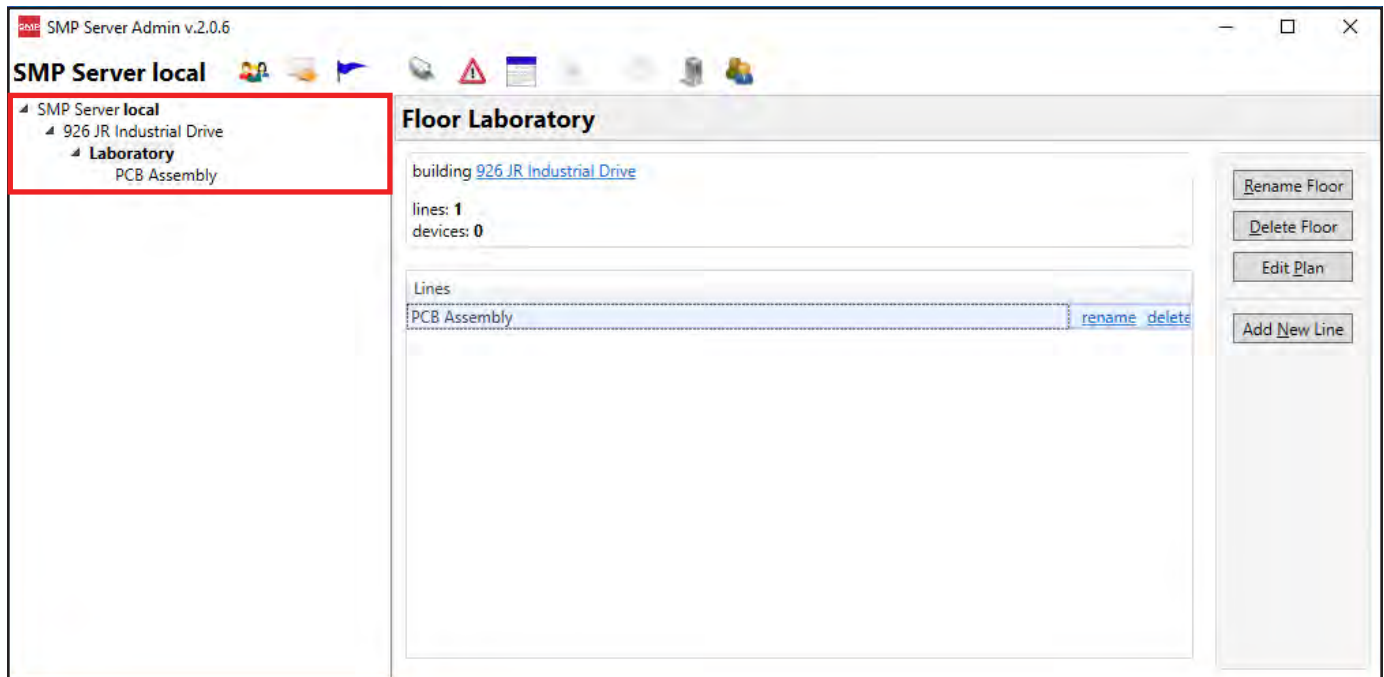 SMP SMP Server Admin v.2.0.6
SMP Server local
SMP Server local
926 JR Industrial Drive
Laboratory
PCB Assembly
Floor Laboratory
building 926 JR Industrial Drive
lines: 1
devices: 0
Lines
PCB Assembly rename delete
Rename Floor
Delete Floor
Edit Plan
Add New Line